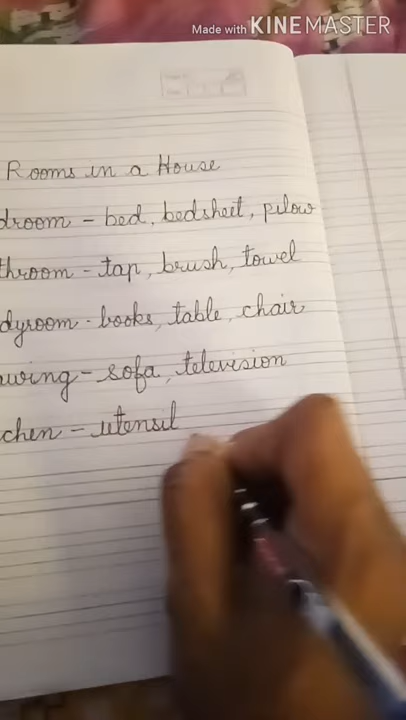 Made with KINEMASTER
Rooms in a House
droom - bed, bedsheet, pilow
throom - tap, brush, towel
dyroom - books, table, chair
wing - sofa, television
chen - utensil